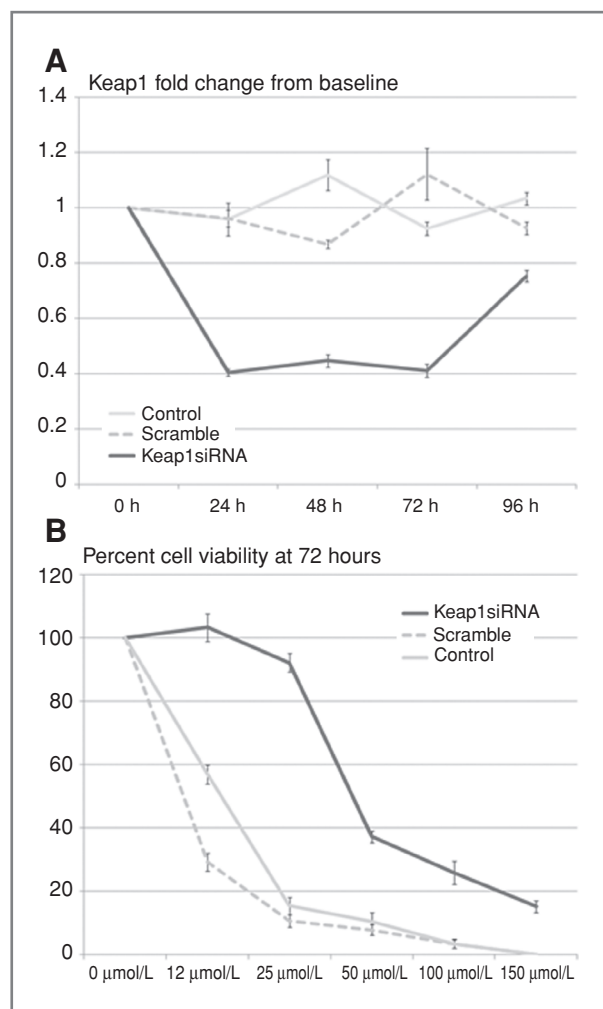 A
Keap1 fold change from baseline
1.4
1.2
1
0.8
0.6
0.4
0.2
0
Control
Scramble
Keap1siRNA
0 h 24 h 48 h 72 h 96 h
B
Percent cell viability at 72 hours
120
100
80
60
40
20
0
Keap1siRNA
Scramble
Control
0 μmol/L 12 μmol/L 25 μmol/L 50 μmol/L 100 μmol/L 150 μmol/L